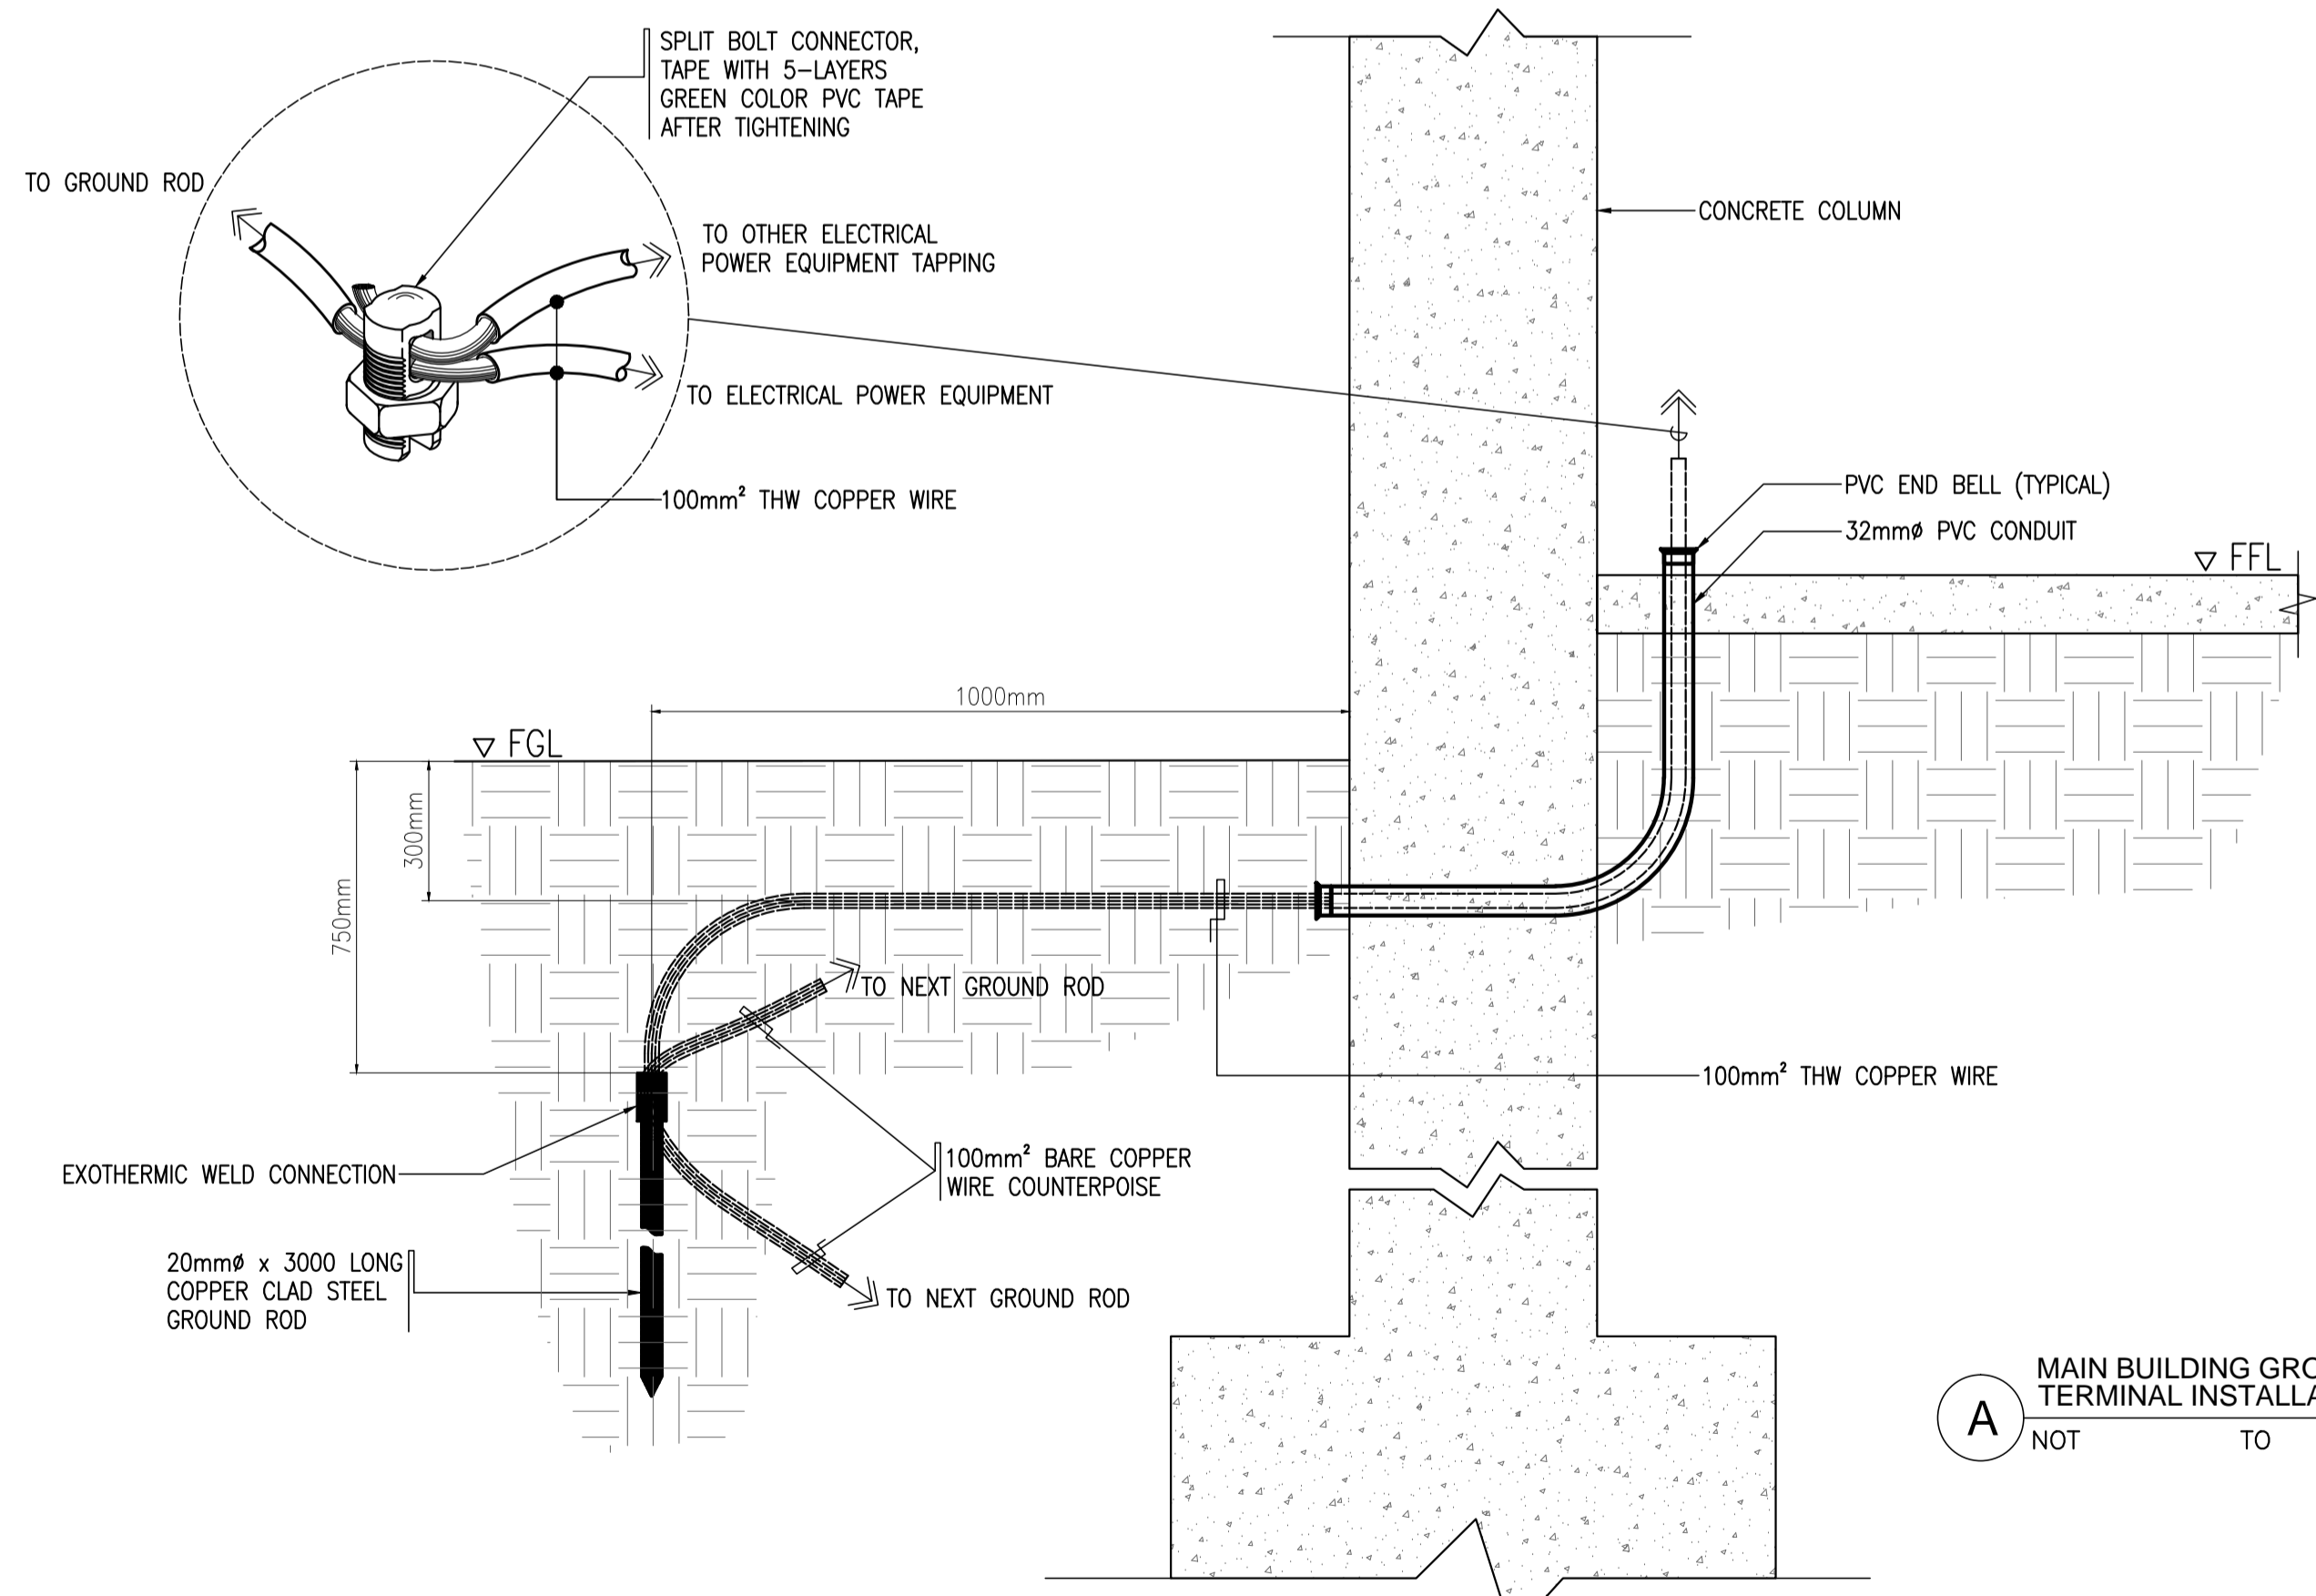 SPLIT BOLT CONNECTOR,
TAPE WITH 5-LAYERS
GREEN COLOR PVC TAPE
AFTER TIGHTENING
TO GROUND ROD
TO OTHER ELECTRICAL
POWER EQUIPMENT TAPPING
CONCRETE COLUMN
TO ELECTRICAL POWER EQUIPMENT
100mm² THW COPPER WIRE
PVC END BELL (TYPICAL)
32mmø PVC CONDUIT
FFL
1000mm
FGL
300mm
750mm
TO NEXT GROUND ROD
100mm² THW COPPER WIRE
EXOTHERMIC WELD CONNECTION
100mm² BARE COPPER
WIRE COUNTERPOISE
20mmø x 3000 LONG
COPPER CLAD STEEL
GROUND ROD
TO NEXT GROUND ROD
A
MAIN BUILDING
TERMINAL
NOT TO